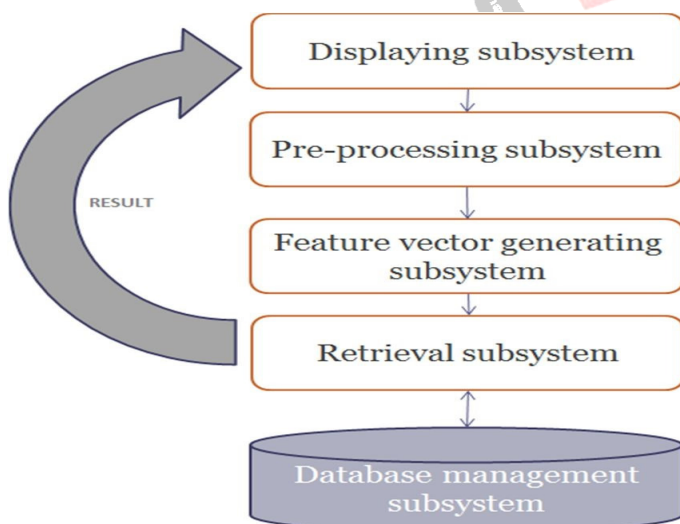 Displaying subsystem
Pre-processing subsystem
RESULT
Feature vector generating
subsystem
Retrieval subsystem
Database management
subsystem